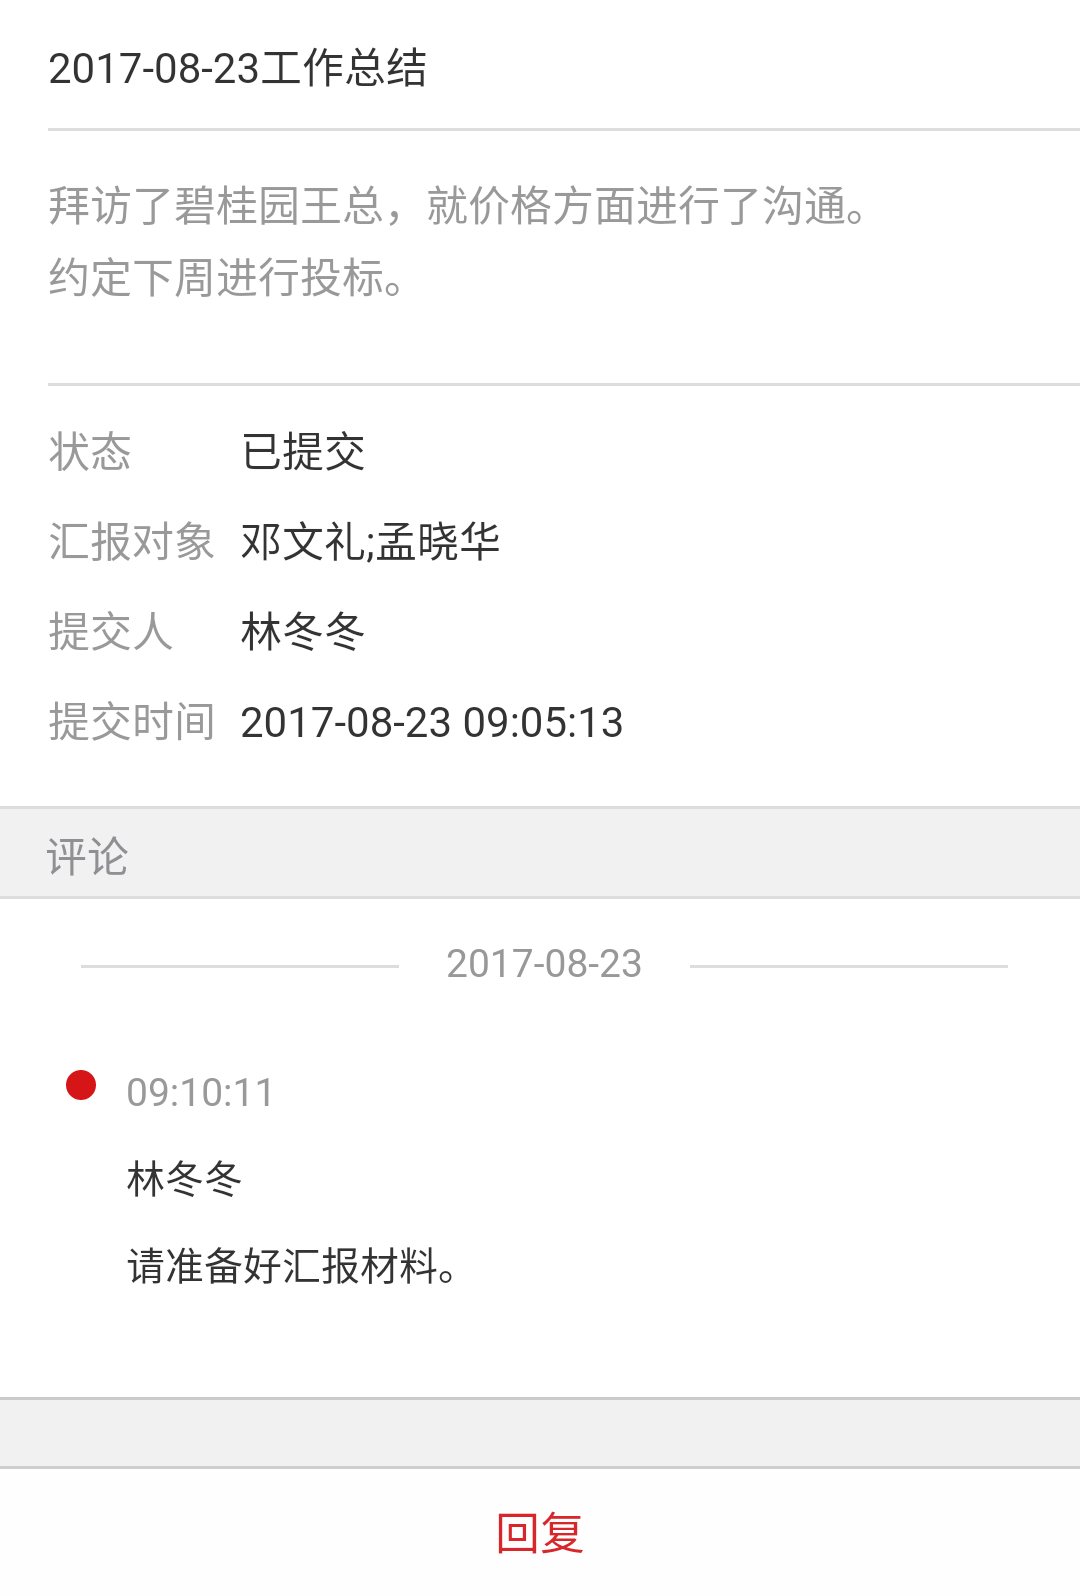 2017-08-23工作总结
拜访了碧桂园王总，就价格方面进行了沟通。
约定下周进行投标。
状态 已提交
汇报对象 邓文礼;孟晓华
提交人 林冬冬
提交时间 2017-08-23 09:05:13
评论
2017-08-23
09:10:11
林冬冬
请准备好汇报材料。
回复